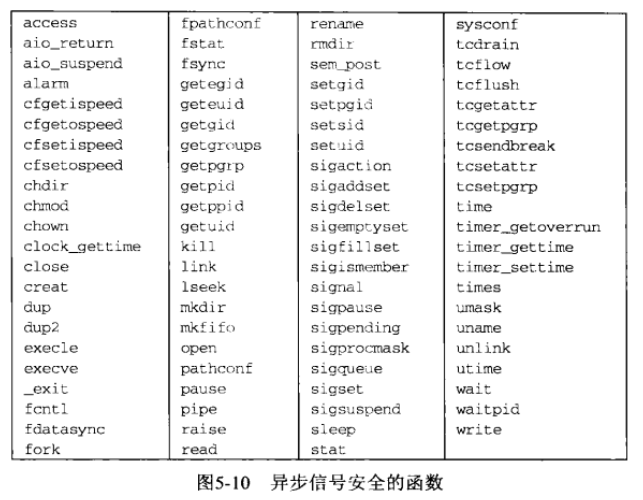 access
aio_return
aio_suspend
alarm
cfgetispeed
cfgetospeed
cfsetispeed
cfsetospeed
chdir
chmod
chown
clock_gettime
close
creat
dup
dup2
execle
execve
_exit
fcntl
fdatasync
fork
fpathconf
fstat
fsync
getegid
geteuid
getgid
getgroups
getpgrp
getpid
getppid
getuid
kill
link
lseek
mkdir
mkfifo
open
pathconf
pause
pipe
raise
read
rename
rmdir
sem_post
setgid
setpgid
setsid
setuid
sigaction
sigaddset
sigdelset
sigemptyset
sigfillset
sigismember
signal
sigpause
sigpending
sigprocmask
sigqueue
sigset
sigsuspend
sleep
stat
sysconf
tcdrain
tcflow
tcflush
tcgetattr
tcgetpgrp
tcsendbreak
tcsetattr
tcsetpgrp
time
timer_getoverrun
timer_gettime
timer_settime
times
umask
uname
unlink
utime
wait
waitpid
write
图5-10 异步信号安全的函数